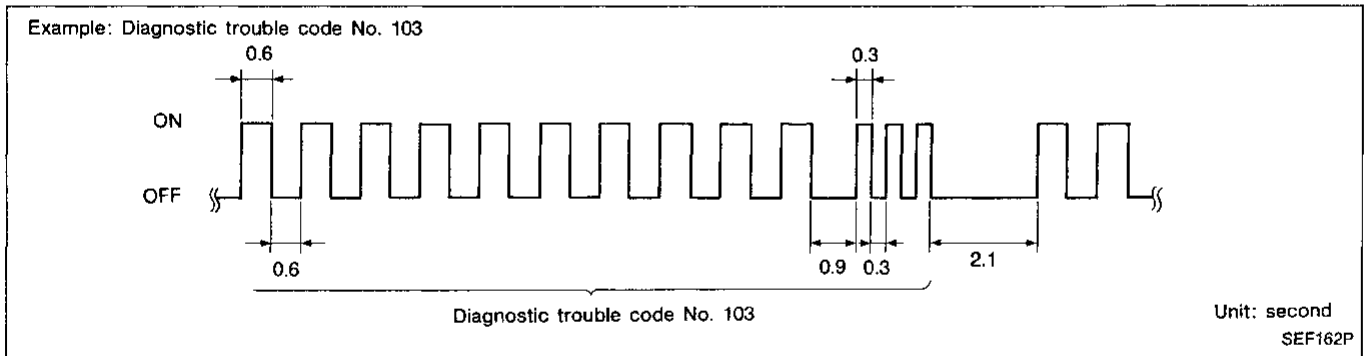 Example: Diagnostic trouble code No. 103
0.6
0.3
ON
OFF
0.6
0.9
0.3
2.1
Diagnostic trouble code No. 103
Unit: second
SEF162P